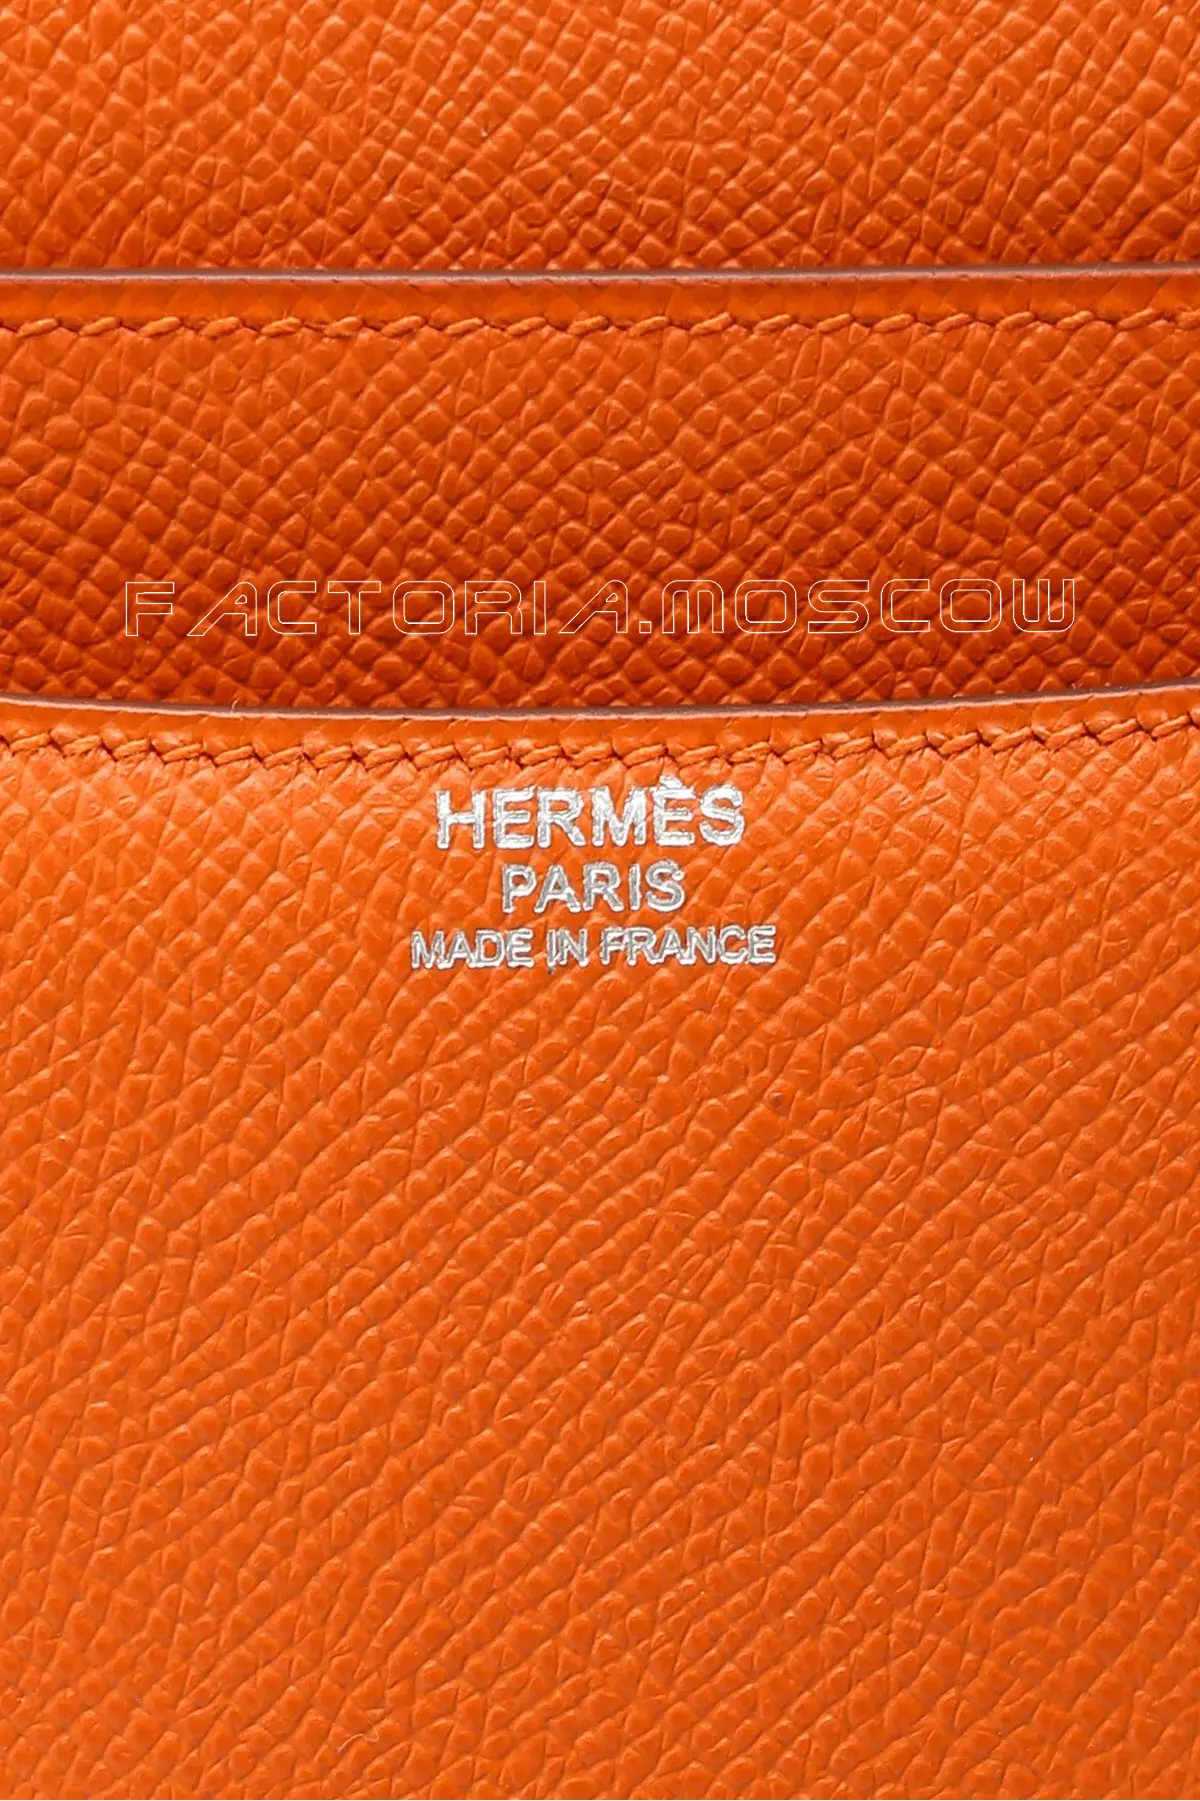 FACTORIA.MOSCOW
HERMÈS
PARIS
MADE IN FRANCE